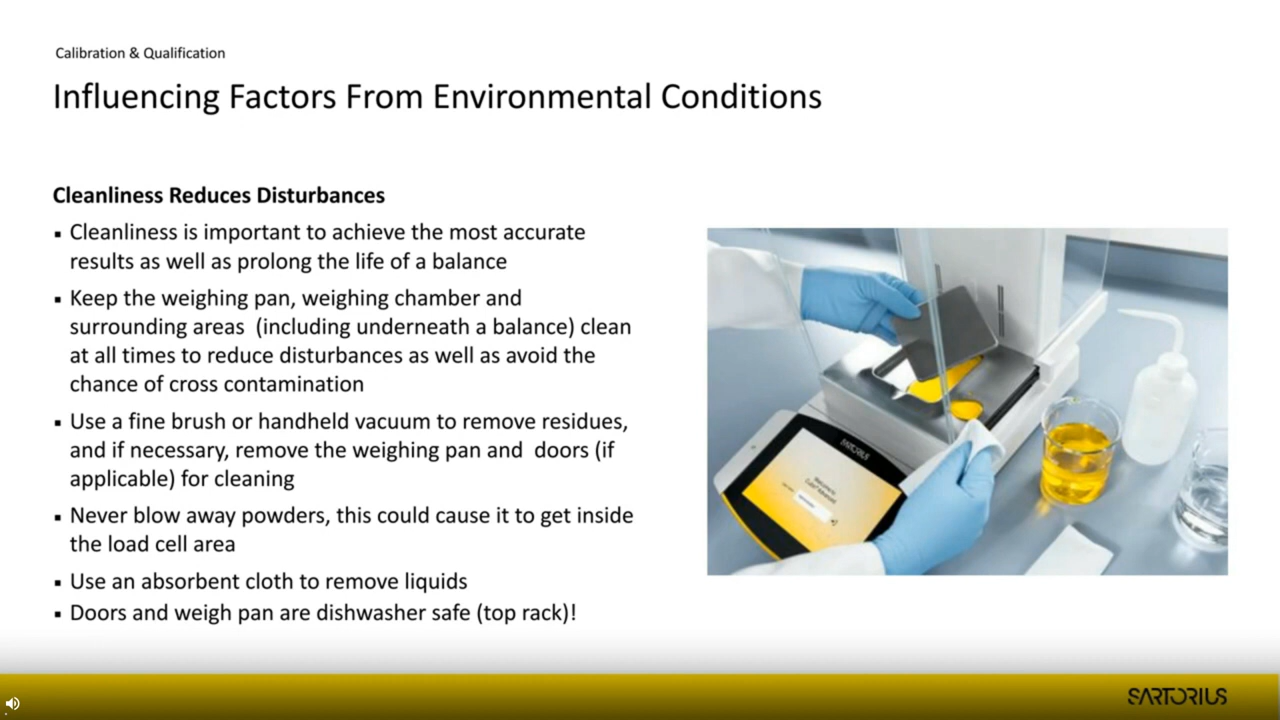 Calibration & Qualification
Influencing Factors From Environmental Conditions
Cleanliness Reduces Disturbances
▪ Cleanliness is important to achieve the most accurate
results as well as prolong the life of a balance
▪ Keep the weighing pan, weighing chamber and
surrounding areas  (including underneath a balance) clean
at all times to reduce disturbances as well as avoid the
chance of cross contamination
▪ Use a fine brush or handheld vacuum to remove residues,
and if necessary, remove the weighing pan and  doors (if
applicable) for cleaning
▪ Never blow away powders, this could cause it to get inside
the load cell area
▪ Use an absorbent cloth to remove liquids
▪ Doors and weigh pan are dishwasher safe (top rack)!
SARTORIUS
Welcome to
Cubis® Advanced
SARTORIUS